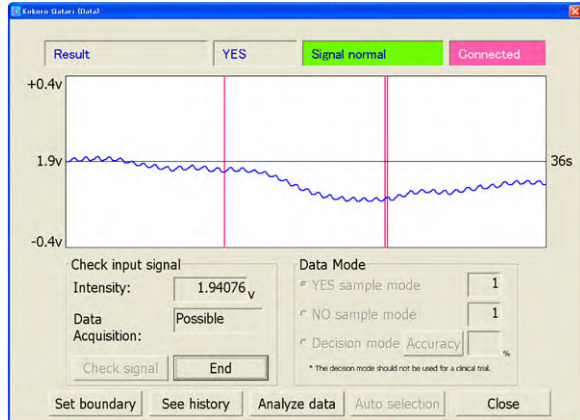 Kokoro Gatari (Data)
Result YES Signal normal Connected
+0.4v
1.9v 36s
-0.4v
Check input signal
Intensity: 1.94076 v
Data Acquisition: Possible
Check signal End
Data Mode
YES sample mode 1
NO sample mode 1
Decision mode Accuracy %
* The decision mode should not be used for a clinical trial.
Set boundary See history Analyze data Auto selection Close